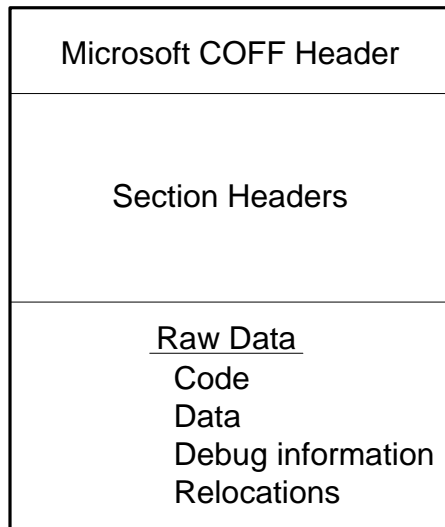 Microsoft COFF Header
Section Headers
Raw Data
Code
Data
Debug information
Relocations